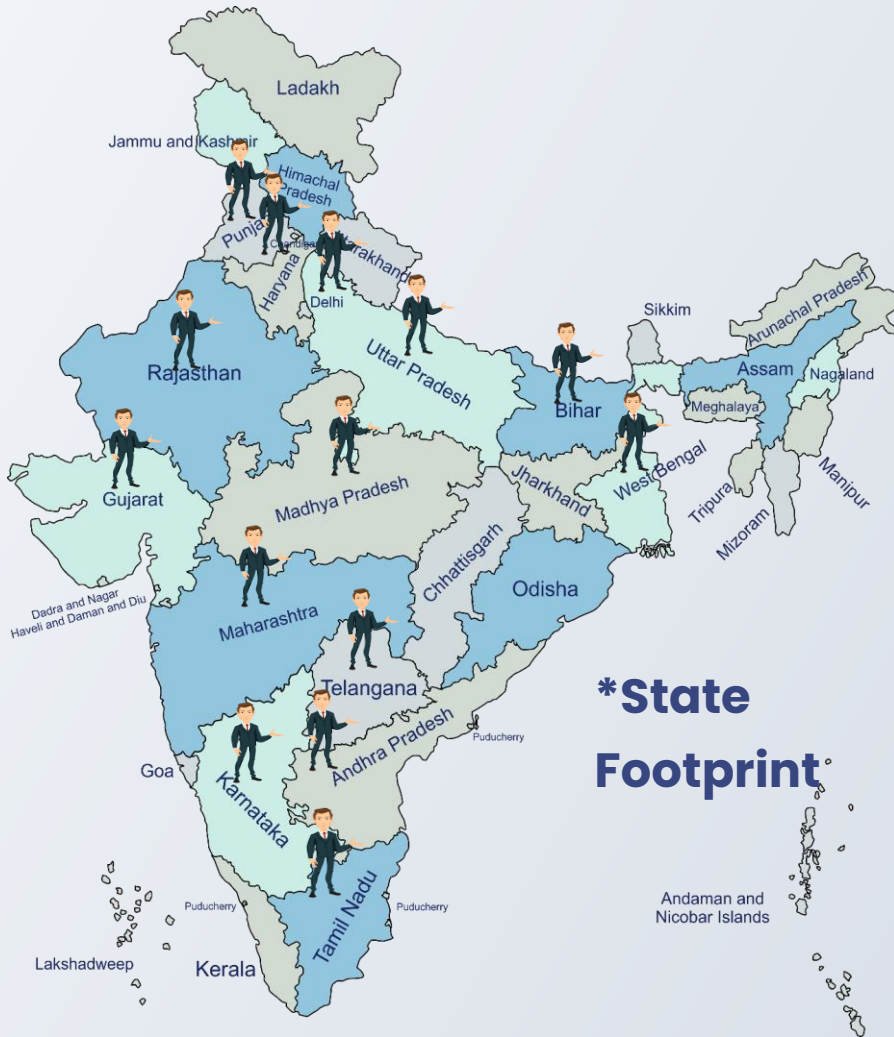 Ladakh
Jammu and Kashmir
Himachal
Pradesh
Punja
Chandigar
Haryana
tarakhand
Delhi
Rajasthan
Uttar Pradesh
Bihar
Sikkim
Arunachal Pradesh
Assam
Nagaland
Meghalaya
Manipur
Tripura
Mizoram
West Bengal
Jharkhand
Gujarat
Madhya Pradesh
Chhattisgarh
Odisha
Dadra and Nagar
Haveli and Daman and Diu
Maharashtra
Telangana
Andhra Pradesh
Puducherry
*State
Footprint
Goa
Karnataka
Puducherry
Tamil Nadu
Puducherry
Kerala
Lakshadweep
Andaman and
Nicobar Islands